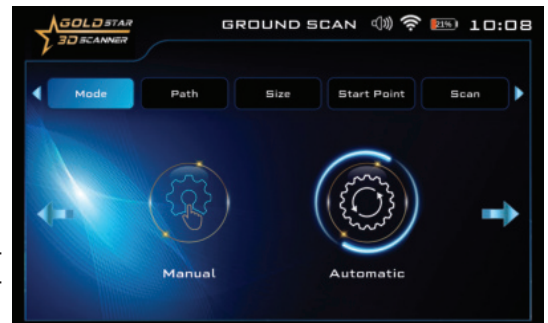 GOLD STAR
3D SCANNER
GROUND SCAN 21% 10:08
Mode Path Size Start Point Scan
Manual Automatic